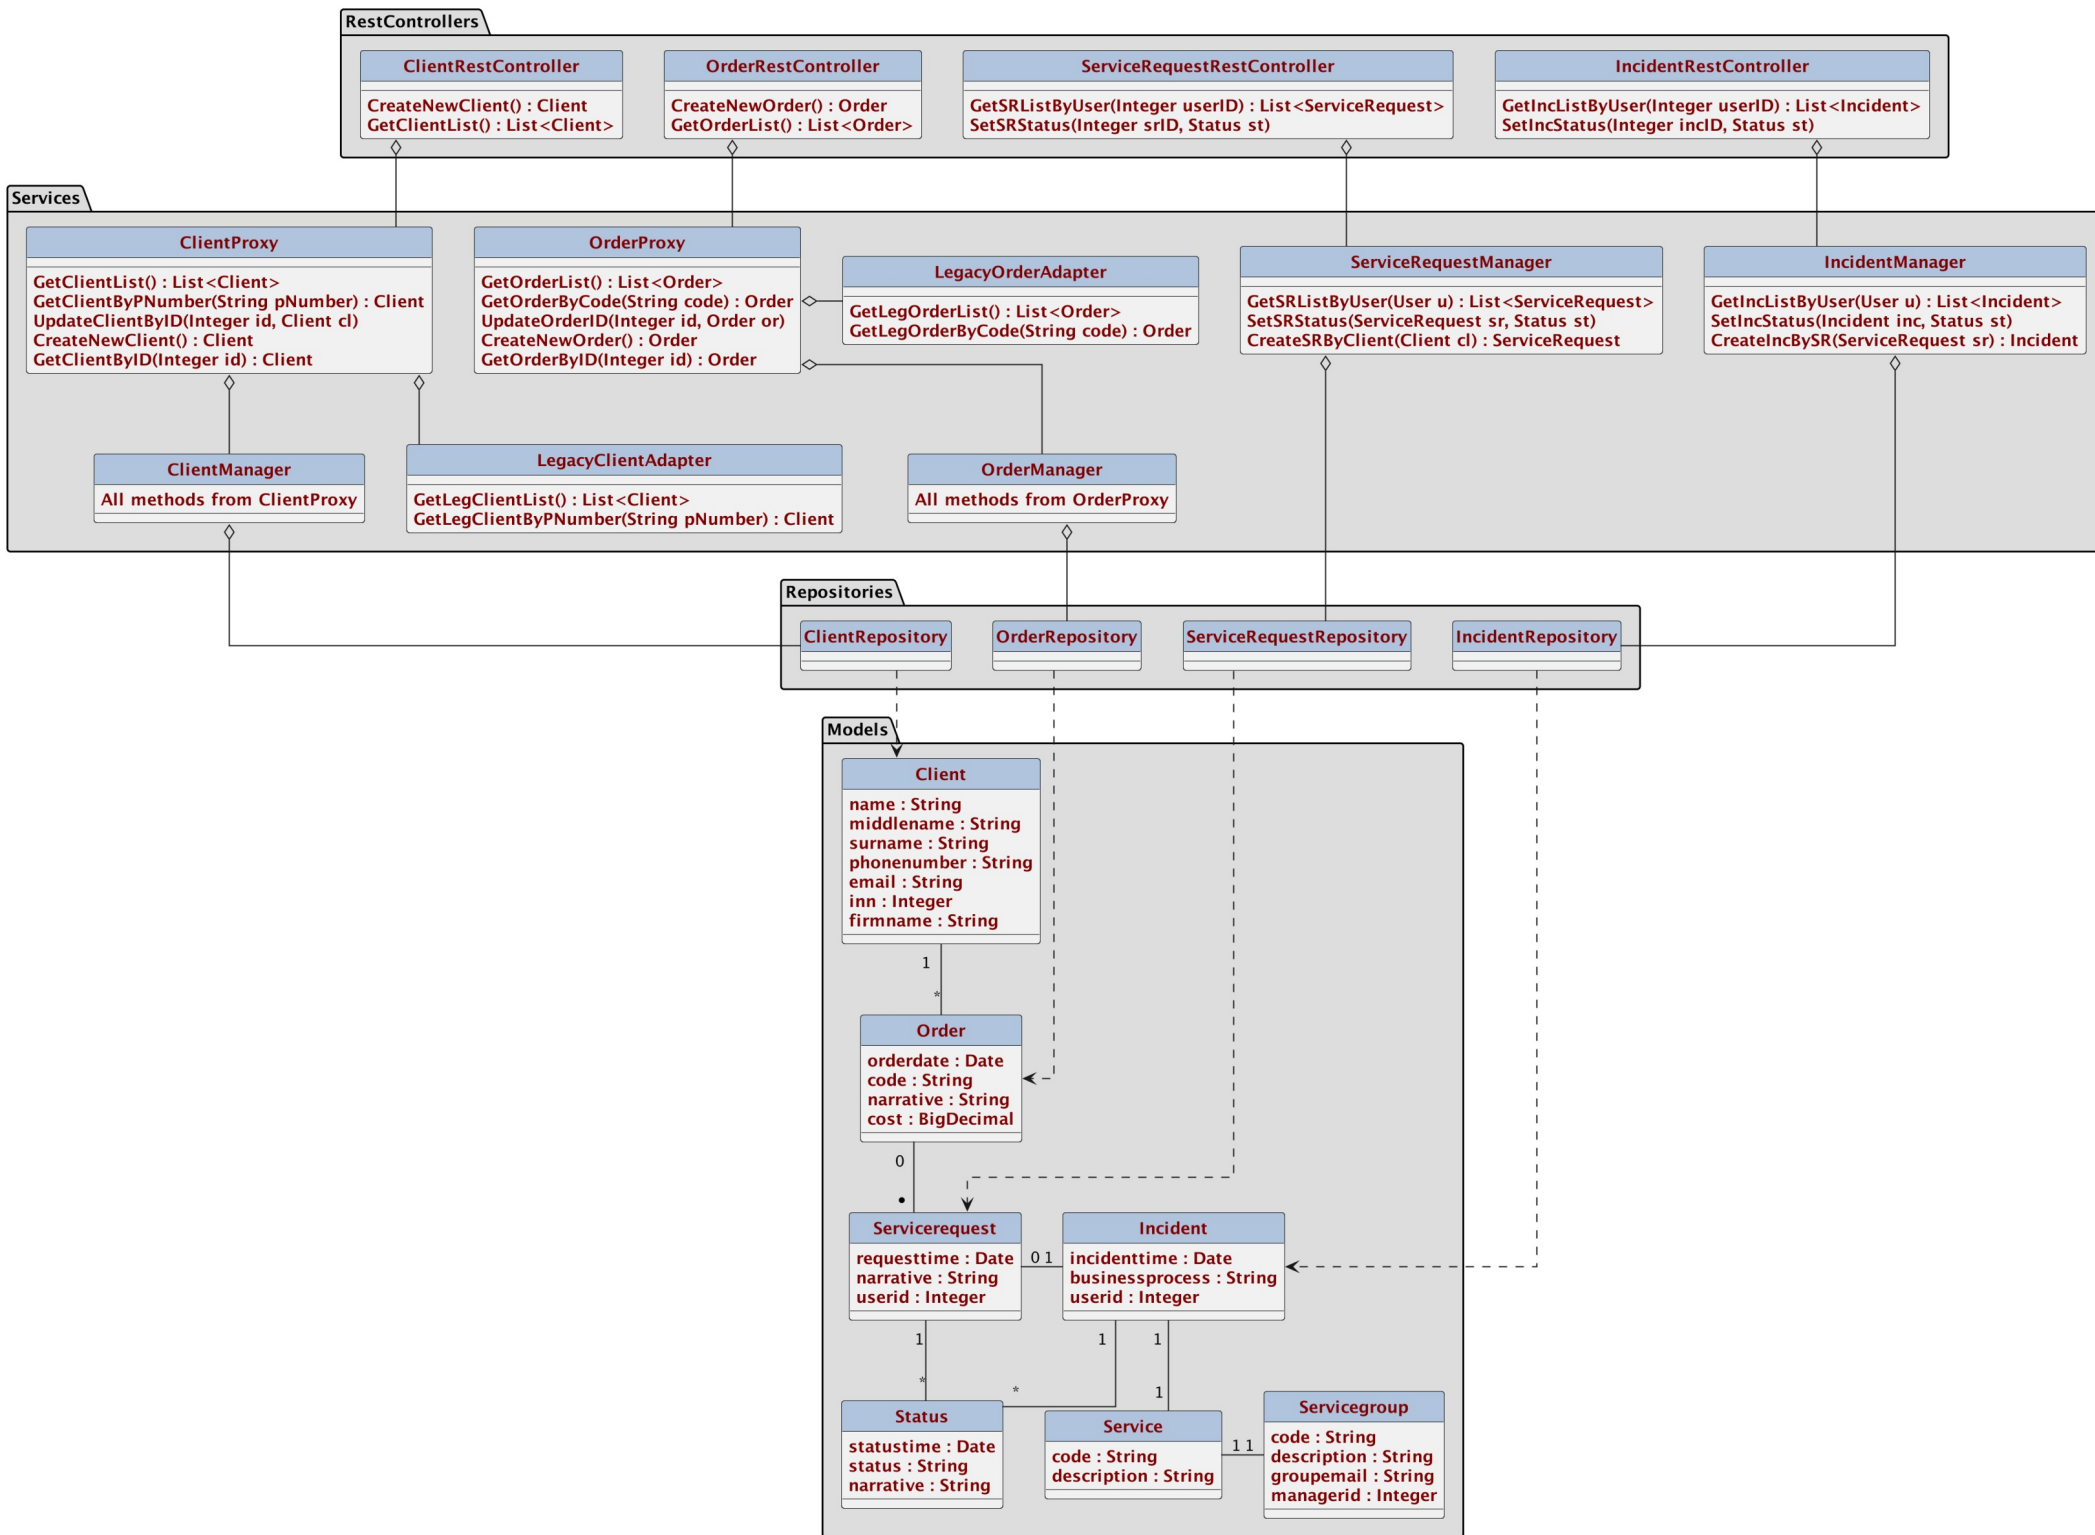 RestControllers
ClientRestController
CreateNewClient() : Client
GetClientList() : List<Client>
OrderRestController
CreateNewOrder() : Order
GetOrderList() : List<Order>
ServiceRequestRestController
GetSRListByUser(Integer userID) : List<ServiceRequest>
SetSRStatus(Integer srID, Status st)
IncidentRestController
GetIncListByUser(Integer userID) : List<Incident>
SetIncStatus(Integer incID, Status st)
Services
ClientProxy
GetClientList() : List<Client>
GetClientByPNumber(String pNumber) : Client
UpdateClientByID(Integer id, Client cl)
CreateNewClient() : Client
GetClientByID(Integer id) : Client
OrderProxy
GetOrderList() : List<Order>
GetOrderByCode(String code) : Order
UpdateOrderID(Integer id, Order or)
CreateNewOrder() : Order
GetOrderByID(Integer id) : Order
LegacyOrderAdapter
GetLegOrderList() : List<Order>
GetLegOrderByCode(String code) : Order
ServiceRequestManager
GetSRListByUser(User u) : List<ServiceRequest>
SetSRStatus(ServiceRequest sr, Status st)
CreateSRByClient(Client cl) : ServiceRequest
IncidentManager
GetIncListByUser(User u) : List<Incident>
SetIncStatus(Incident inc, Status st)
CreateIncBySR(ServiceRequest sr) : Incident
ClientManager
All methods from ClientProxy
LegacyClientAdapter
GetLegClientList() : List<Client>
GetLegClientByPNumber(String pNumber) : Client
OrderManager
All methods from OrderProxy
Repositories
ClientRepository
OrderRepository
ServiceRequestRepository
IncidentRepository
Models
Client
name : String
middlename : String
surname : String
phonenumber : String
email : String
inn : Integer
firmname : String
1
*
Order
orderdate : Date
code : String
narrative : String
cost : BigDecimal
0
•
Servicerequest
requesttime : Date
narrative : String
userid : Integer
0 1
Incident
incidenttime : Date
businessprocess : String
userid : Integer
1
1
1
*
*
1
Status
statustime : Date
status : String
narrative : String
Service
code : String
description : String
1 1
Servicegroup
code : String
description : String
groupemail : String
managerid : Integer